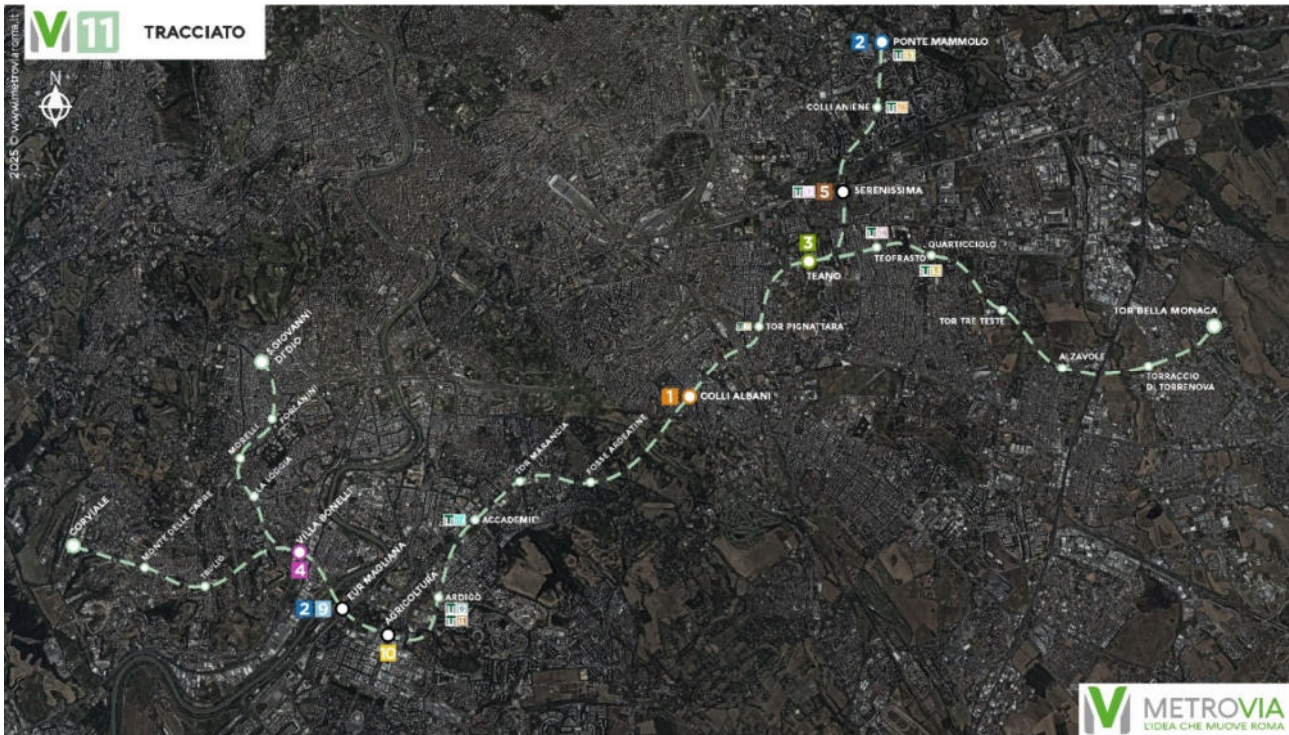 11
TRACCIATO
2025 © www.metroviaroma.it
N
2
PONTE MAMMOLO
COLLI ANIENE
5
SERENISSIMA
3
TEANO
TEOFRASTO
QUARTICCIOLO
TOR TRE TESTE
TOR BELLA MONACA
ALZAVOLE
TORRACCIO
DI TORRENOVA
TOR PIGNATTARA
1
COLLI ALBANI
FOSSE ARDEATINE
TOR MARANCIA
ACCADEMIE
ARDIGÒ
AGRICOLTURA
10
EUR MAGLIANA
2 9
VILLA BONELLI
4
S.GIOVANNI
DI DIO
FORLANINI
MORELLI
LA LOGGIA
CORVIALE
MONTE DELLE CAPRE
TRULLO
METROVIA
L'IDEA CHE MUOVE ROMA